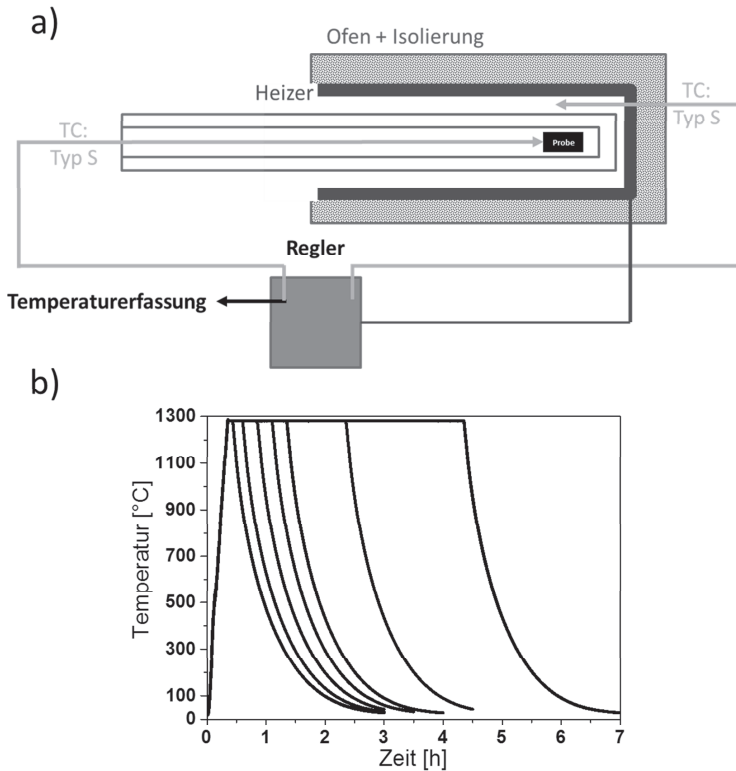 a)
Ofen + Isolierung
Heizer
TC:
Typ S
TC:
Typ S
Probe
Regler
Temperaturerfassung
b)
1300
1100
900
700
500
300
100
0
Temperatur [°C]
0 1 2 3 4 5 6 7
Zeit [h]